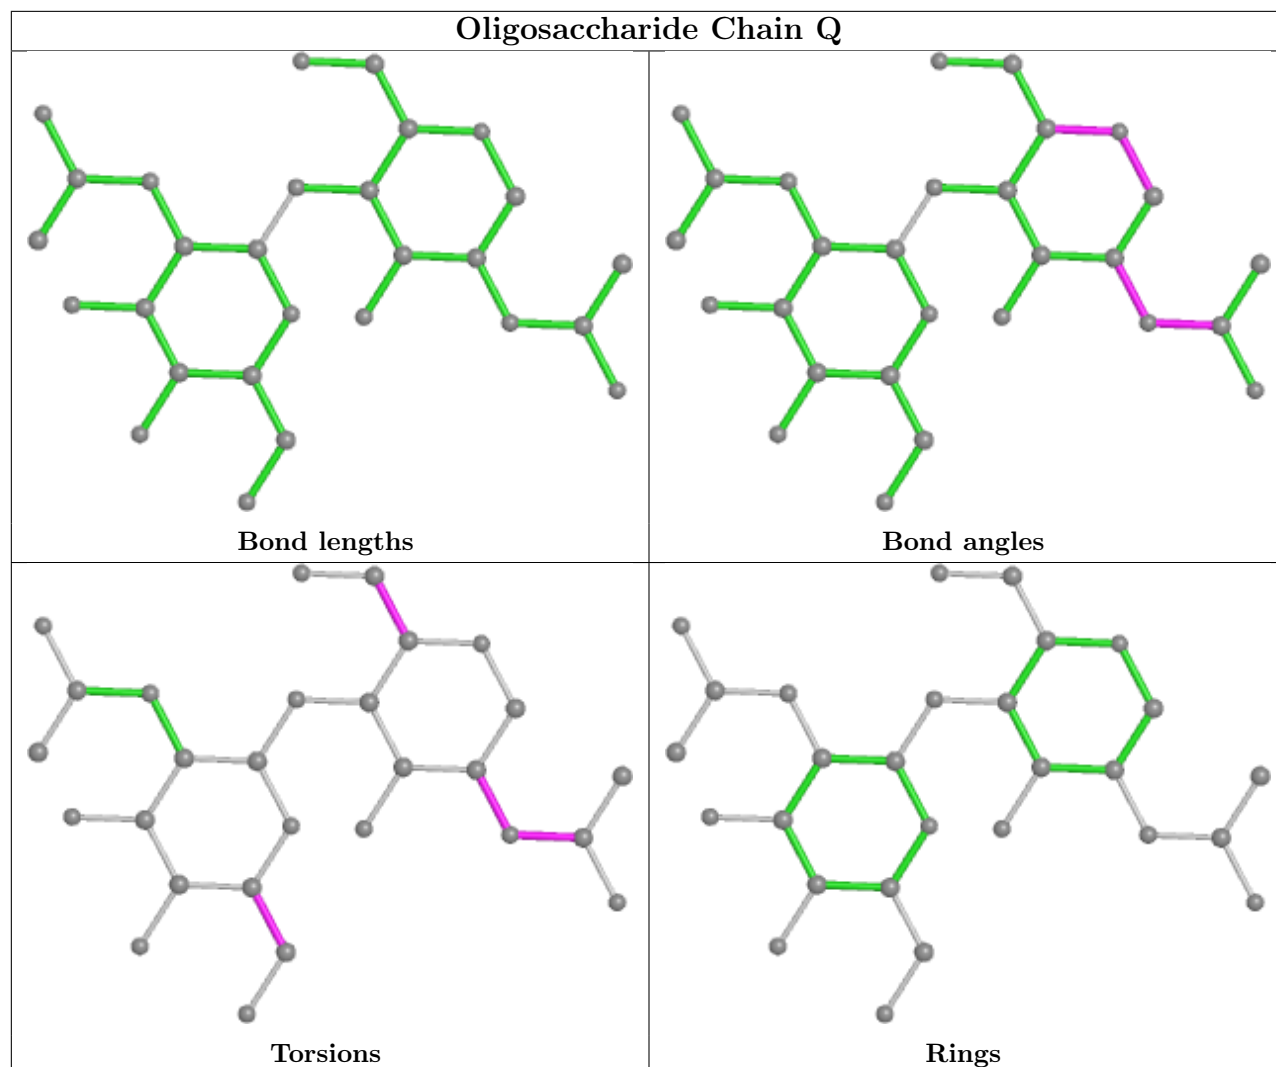 Oligosaccharide Chain Q
Bond lengths
Bond angles
Torsions
Rings